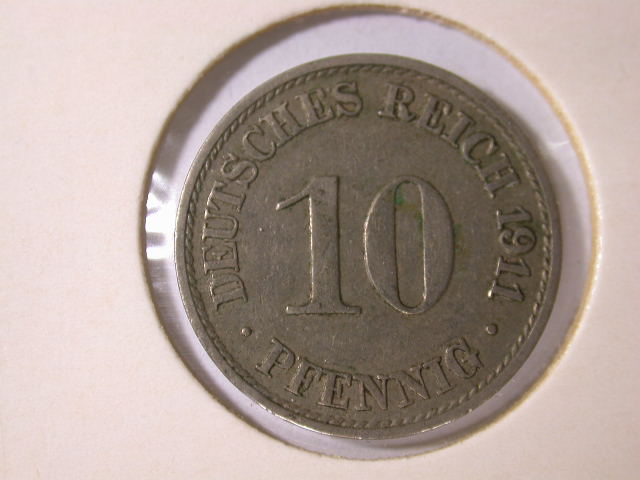 DEUTSCHES REICH 1911
10
· PFENNIG ·